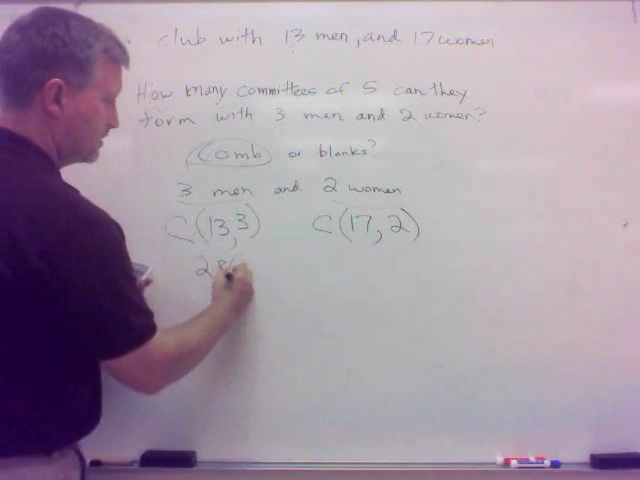 club with 13 men, and 17 women
How many committees of 5 can they
form with 3 men and 2 women?
Comb or blanks?
3 men and 2 women
C(13,3) C(17,2)
28